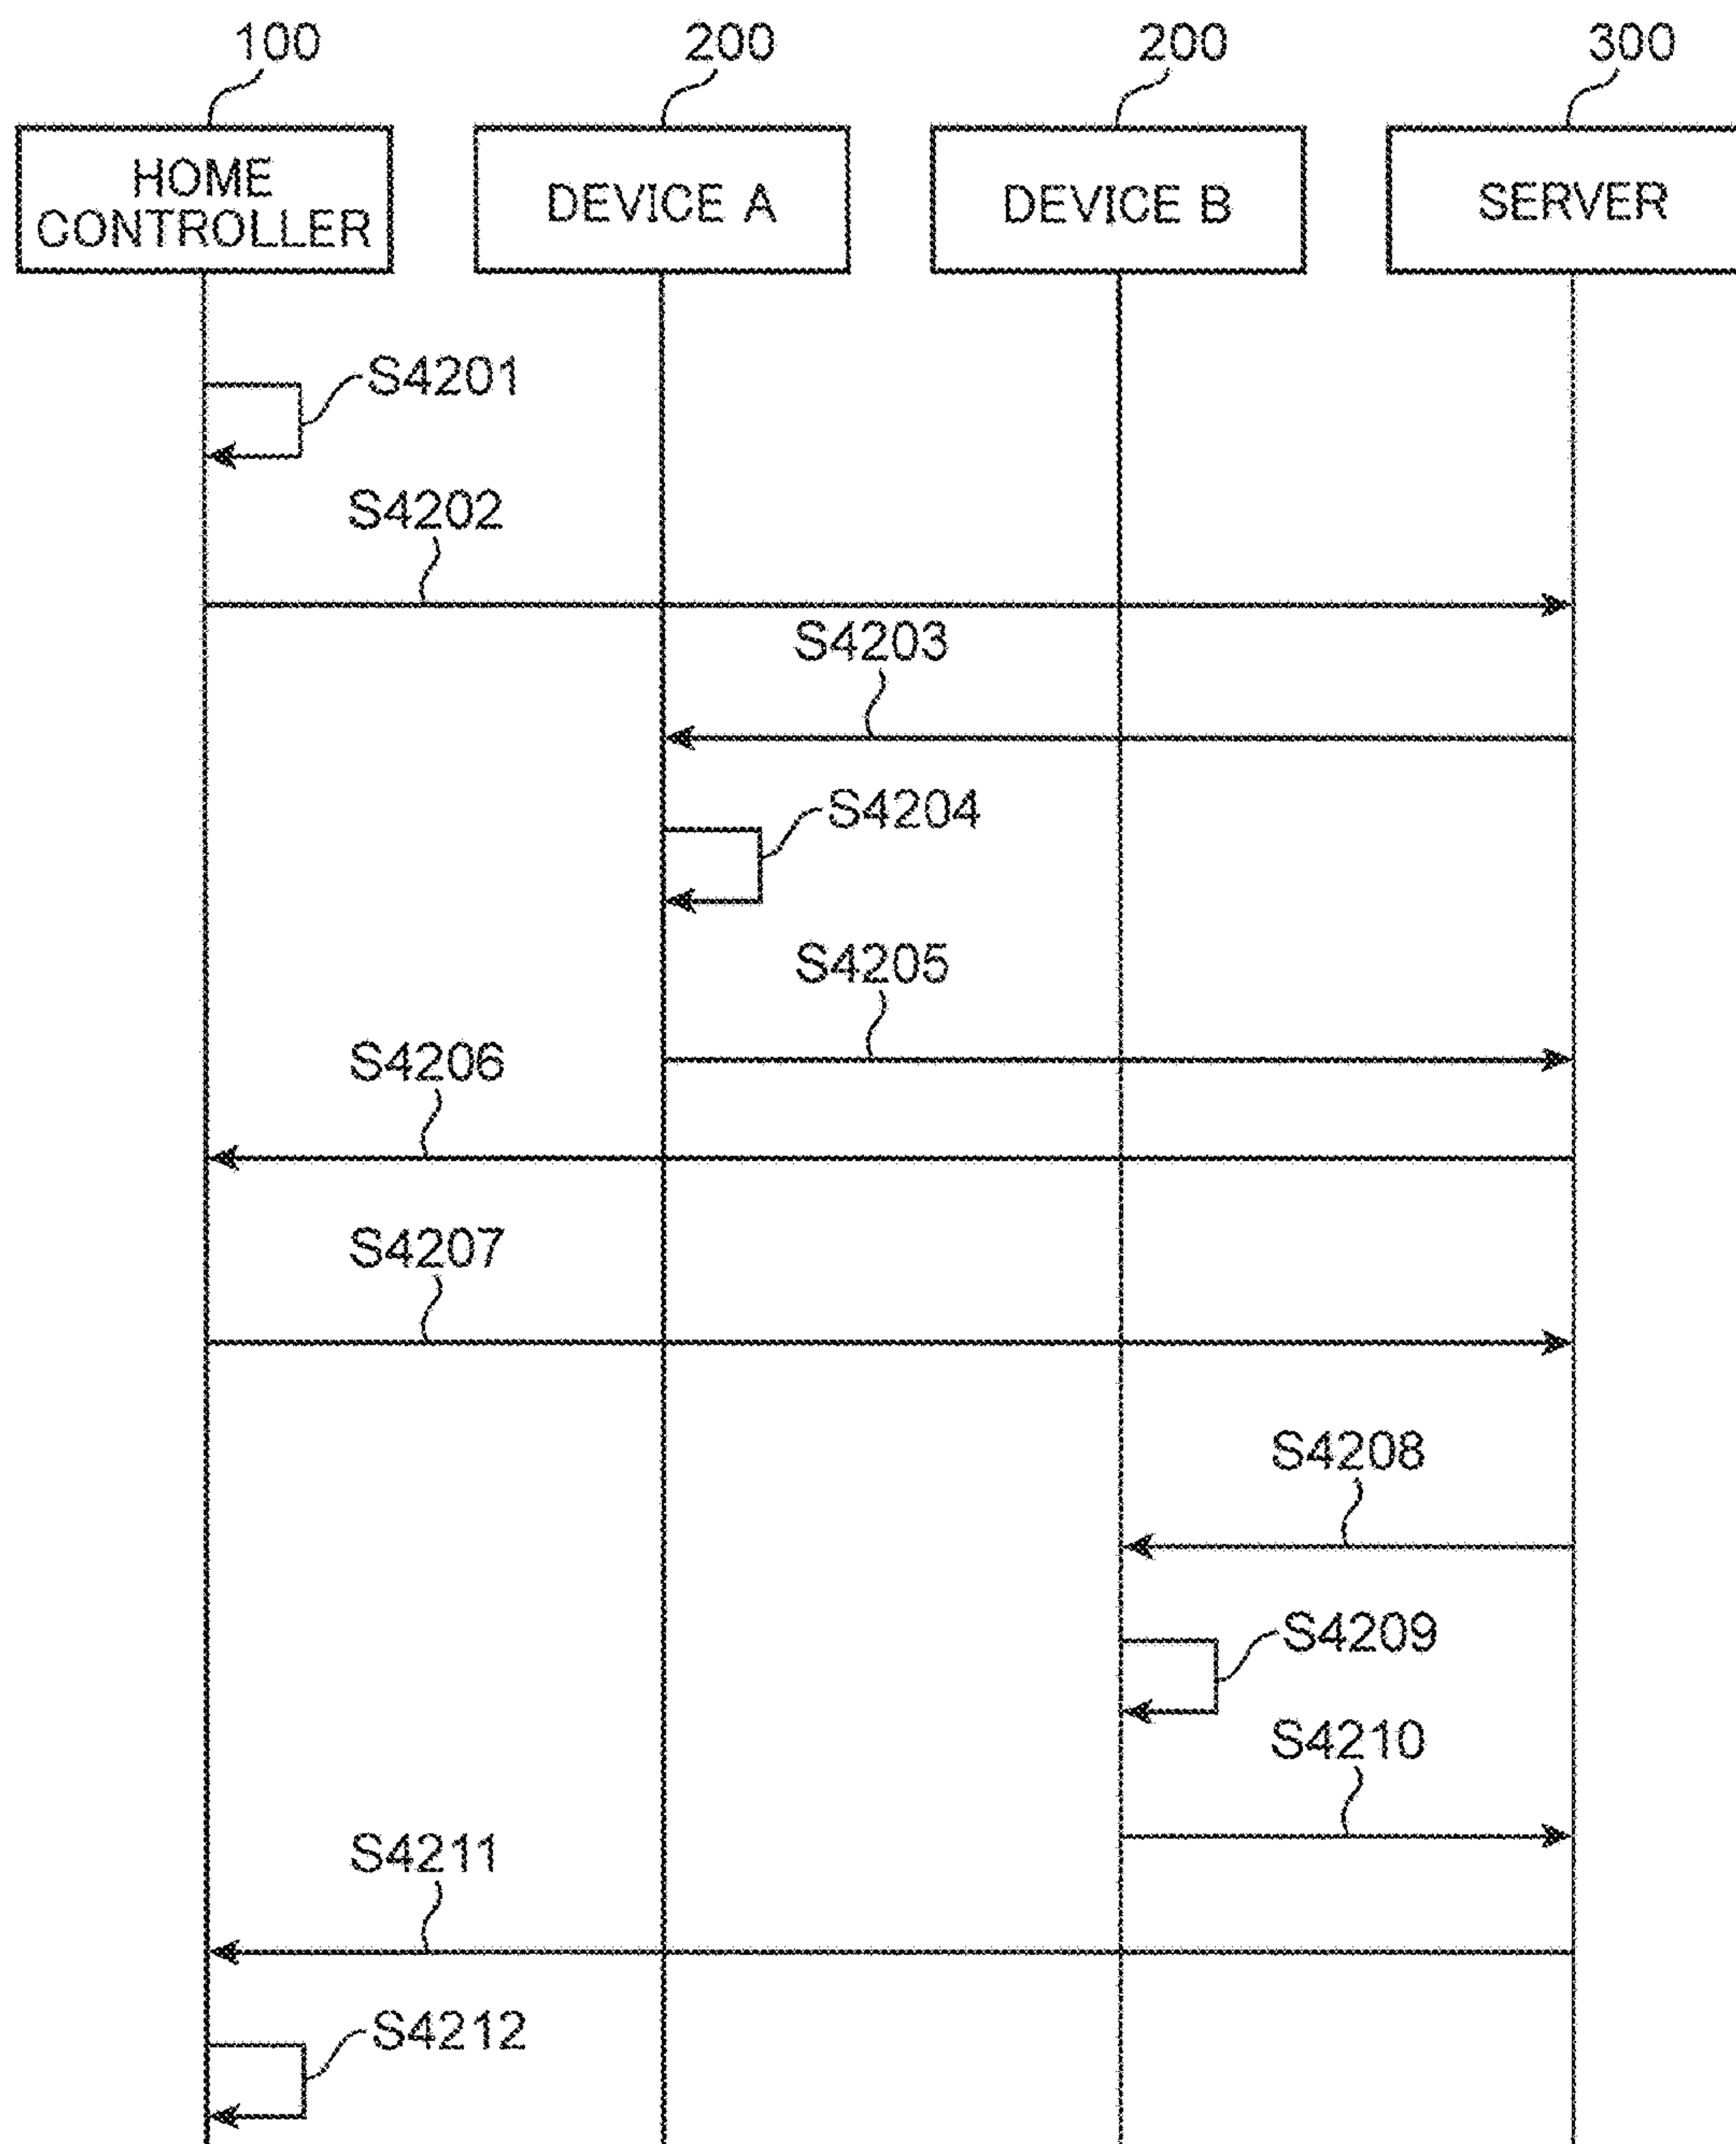 100
200
200
300
HOME
CONTROLLER
DEVICE A
DEVICE B
SERVER
S4201
S4202
S4203
S4204
S4205
S4206
S4207
S4208
S4209
S4210
S4211
S4212